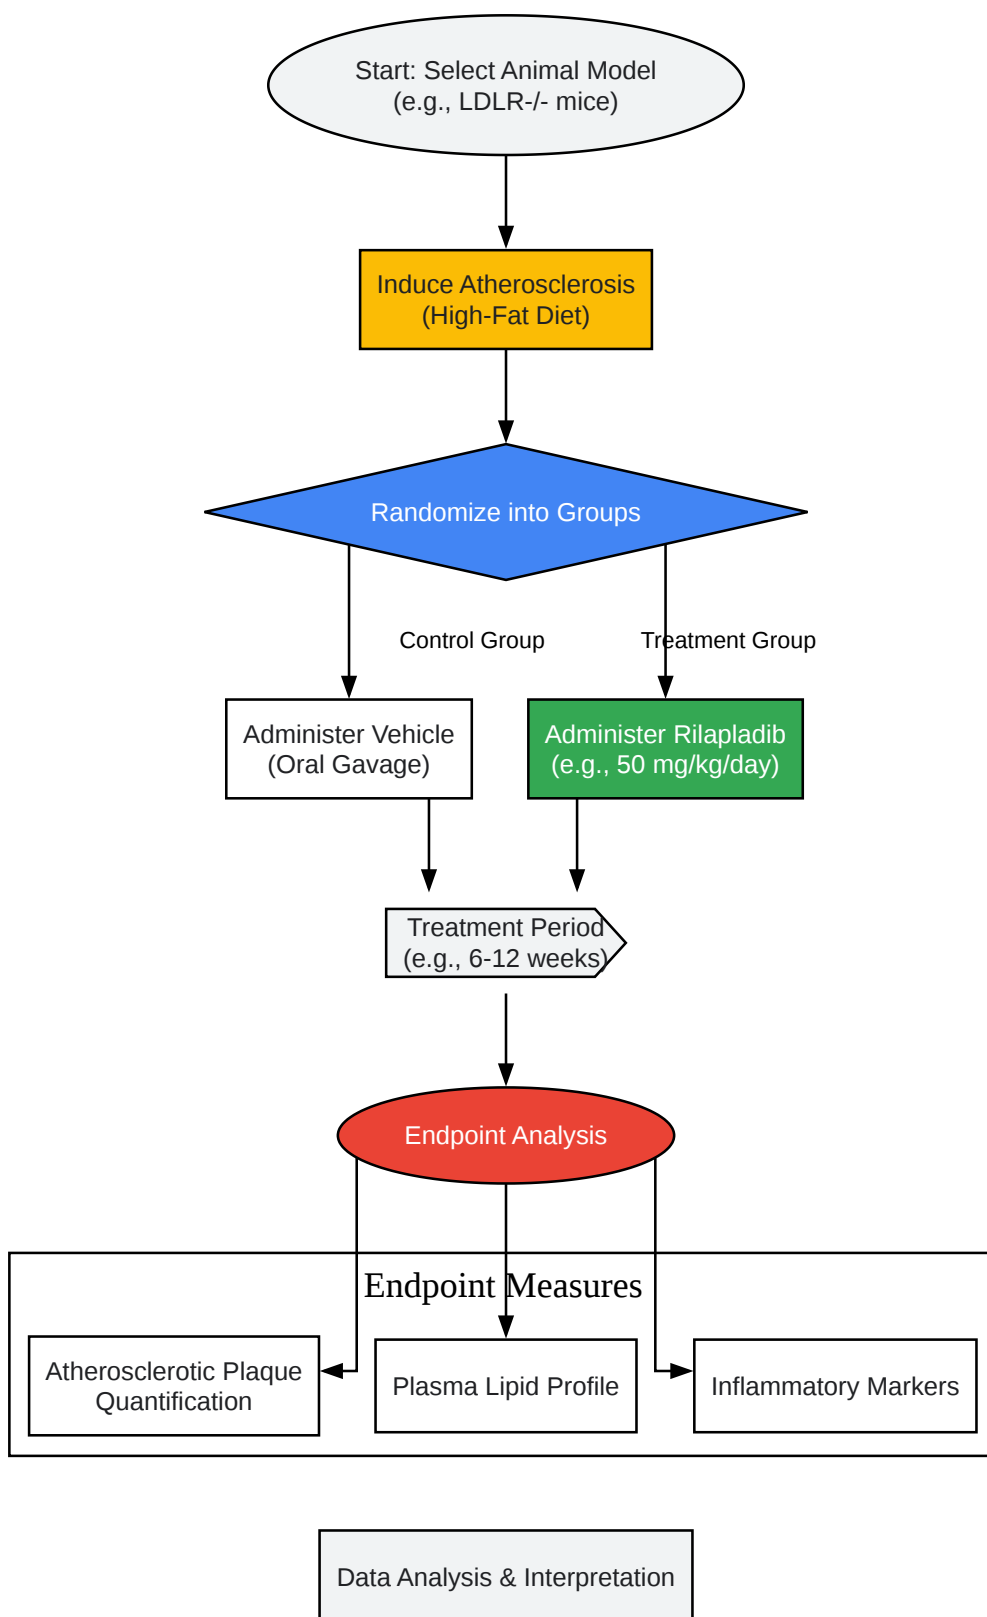 Start: Select Animal Model
(e.g., LDLR-/- mice)
Induce Atherosclerosis
(High-Fat Diet)
Randomize into Groups
Control Group
Treatment Group
Administer Vehicle
(Oral Gavage)
Administer Rilapladib
(e.g., 50 mg/kg/day)
Treatment Period
(e.g., 6-12 weeks)
Endpoint Analysis
Endpoint Measures
Atherosclerotic Plaque
Quantification
Plasma Lipid Profile
Inflammatory Markers
Data Analysis & Interpretation